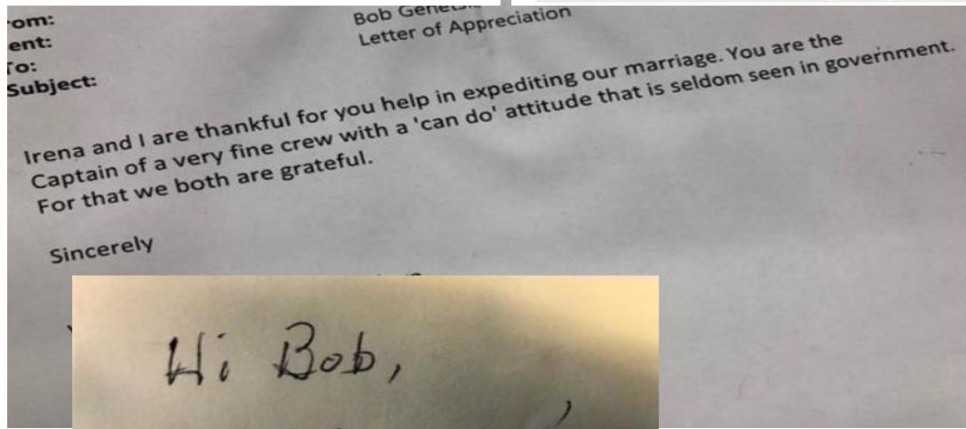 om:
ent:
To:
Subject:
Bob
Letter of Appreciation
Irena and I are thankful for you help in expediting our marriage. You are the
Captain of a very fine crew with a 'can do' attitude that is seldom seen in government.
For that we both are grateful.
Sincerely
Hi Bob,